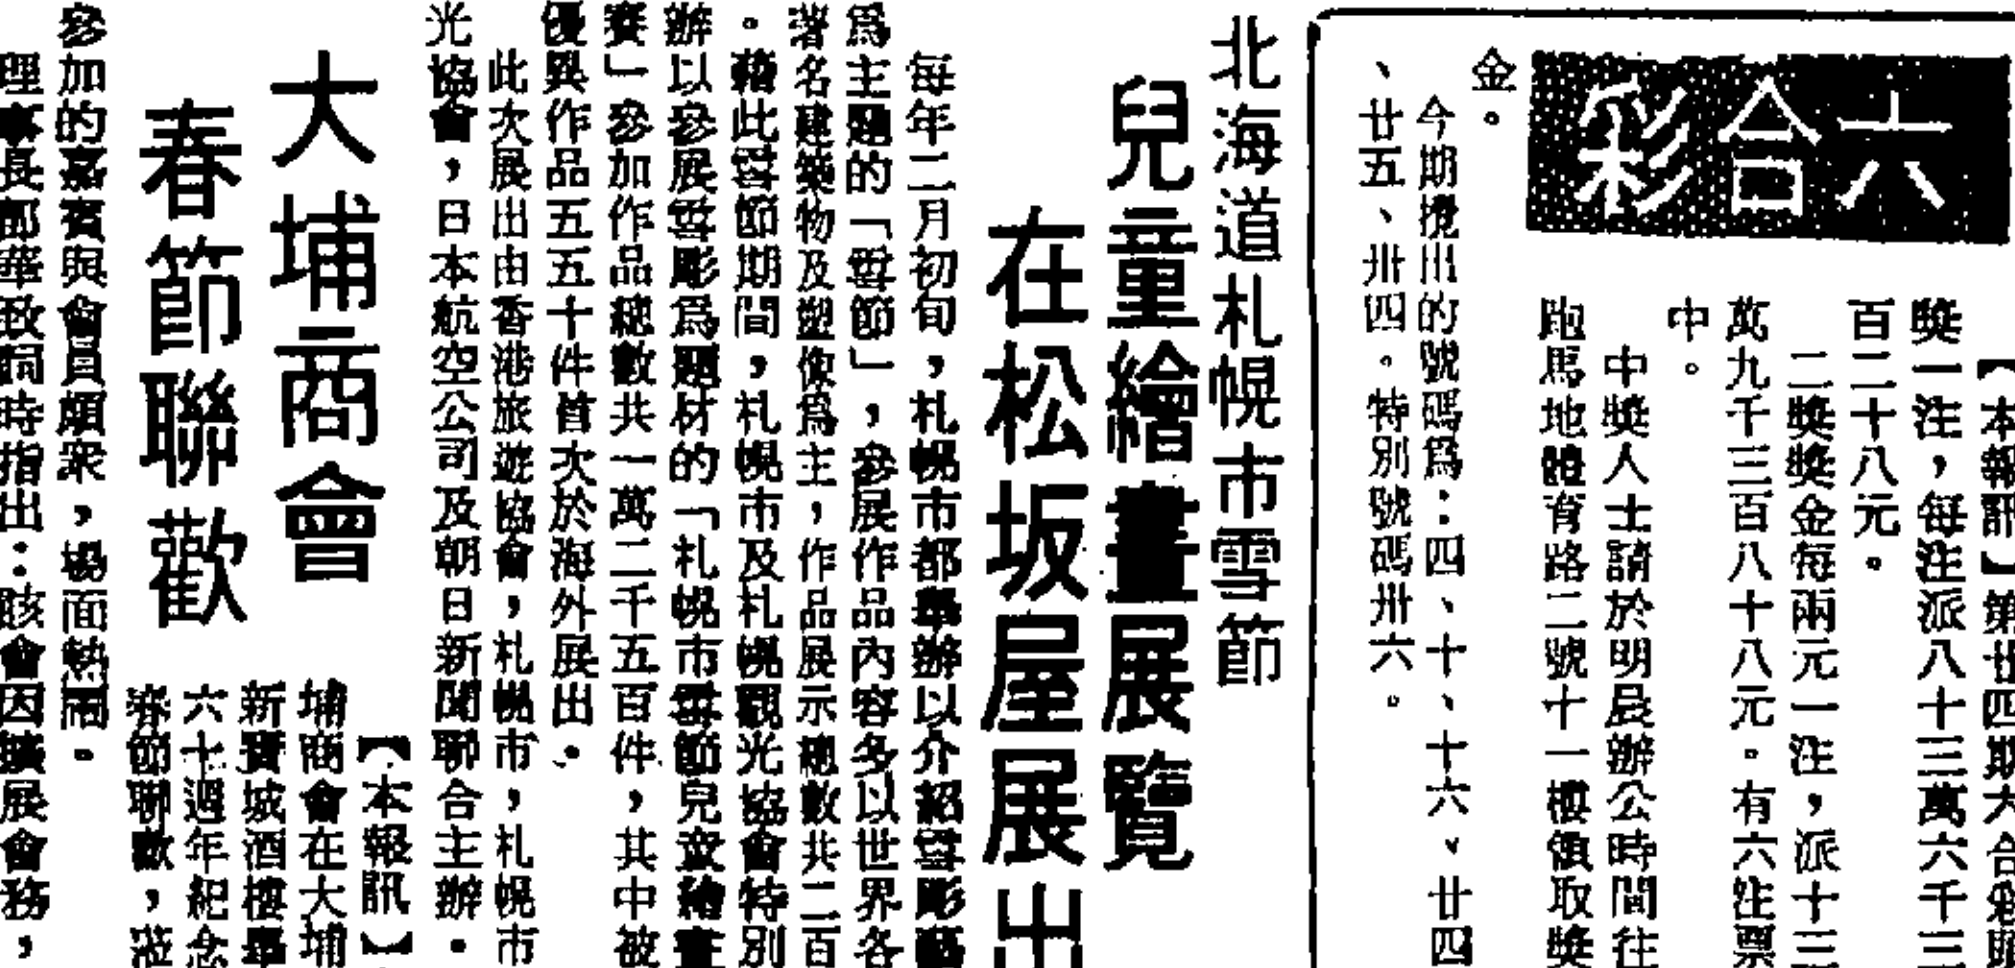 六合彩
【本報訊】第廿四期六合彩頭
獎一注，每注派八十三萬六千三
百二十八元。
二獎獎金每兩元一注，派十三
萬九千三百八十八元。有六注票
中。
中獎人士請於明晨辦公時間往
跑馬地體育路二號十一樓領取獎
金。
今期攪出的號碼為：四、十、十六、廿四
、廿五、卅四。特別號碼卅六。
北海道札幌市雪節
兒童繪畫展覽
在松坂屋展出
每年二月初旬，札幌市都舉辦以介紹雪彫藝
為主題的「雪節」，參展作品內容多以世界各
著名建築物及塑像為主，作品展示總數共二百
。藉此雪節期間，札幌市及札幌觀光協會特別
辦以參展雪彫為題材的「札幌市雪節兒童繪畫
賽」參加作品總數共一萬二千五百件，其中被
優異作品五五十件首次於海外展出。
此次展出由香港旅遊協會，札幌市，札幌市
光協會，日本航空公司及朝日新聞聯合主辦。
大埔商會
春節聯歡
【本報訊】
埔商會在大埔
新寶城酒樓舉
六十週年紀念
春節聯歡，蒞
參加的嘉賓與會員頗衆，場面熱鬧。
理事長鄧華致詞時指出：該會因擴展會務，